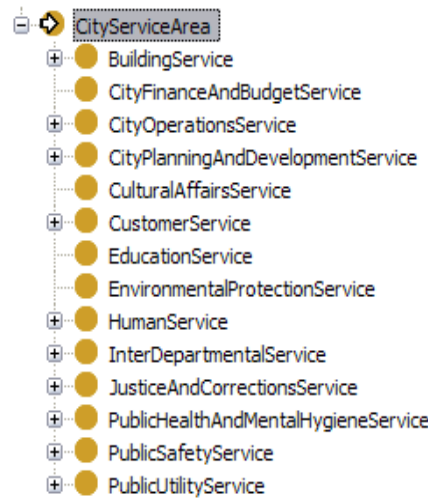 CityServiceArea
BuildingService
CityFinanceAndBudgetService
CityOperationsService
CityPlanningAndDevelopmentService
CulturalAffairsService
CustomerService
EducationService
EnvironmentalProtectionService
HumanService
InterDepartmentalService
JusticeAndCorrectionsService
PublicHealthAndMentalHygieneService
PublicSafetyService
PublicUtilityService